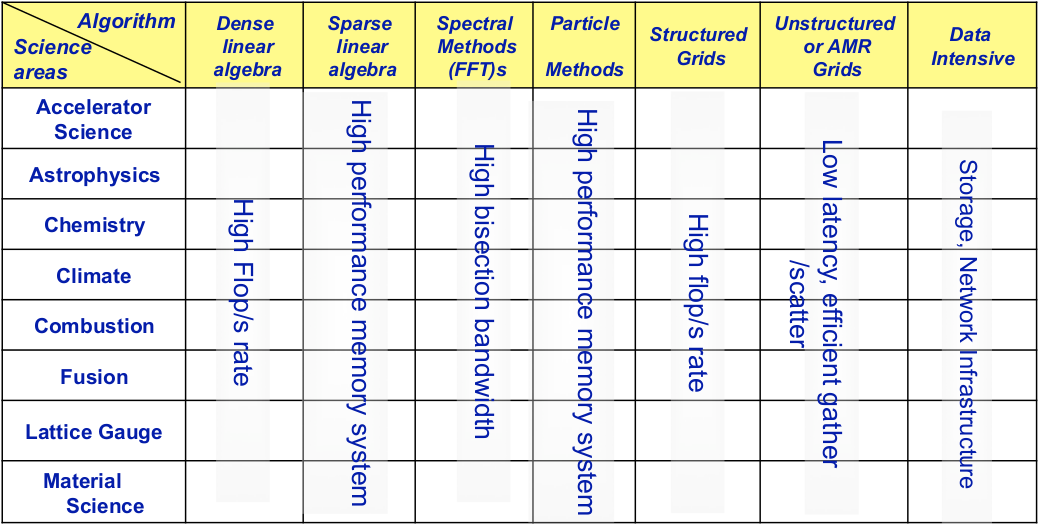 Algorithm
Science
areas
Dense
linear
algebra
Sparse
linear
algebra
Spectral
Methods
(FFT)s
Particle
Methods
Structured
Grids
Unstructured
or AMR
Grids
Data
Intensive
Accelerator
Science
Astrophysics
Chemistry
Climate
Combustion
Fusion
Lattice Gauge
Material
Science
High Flop/s rate
High performance memory system
High bisection bandwidth
High performance memory system
High flop/s rate
Low latency, efficient gather
/scatter
Storage, Network Infrastructure